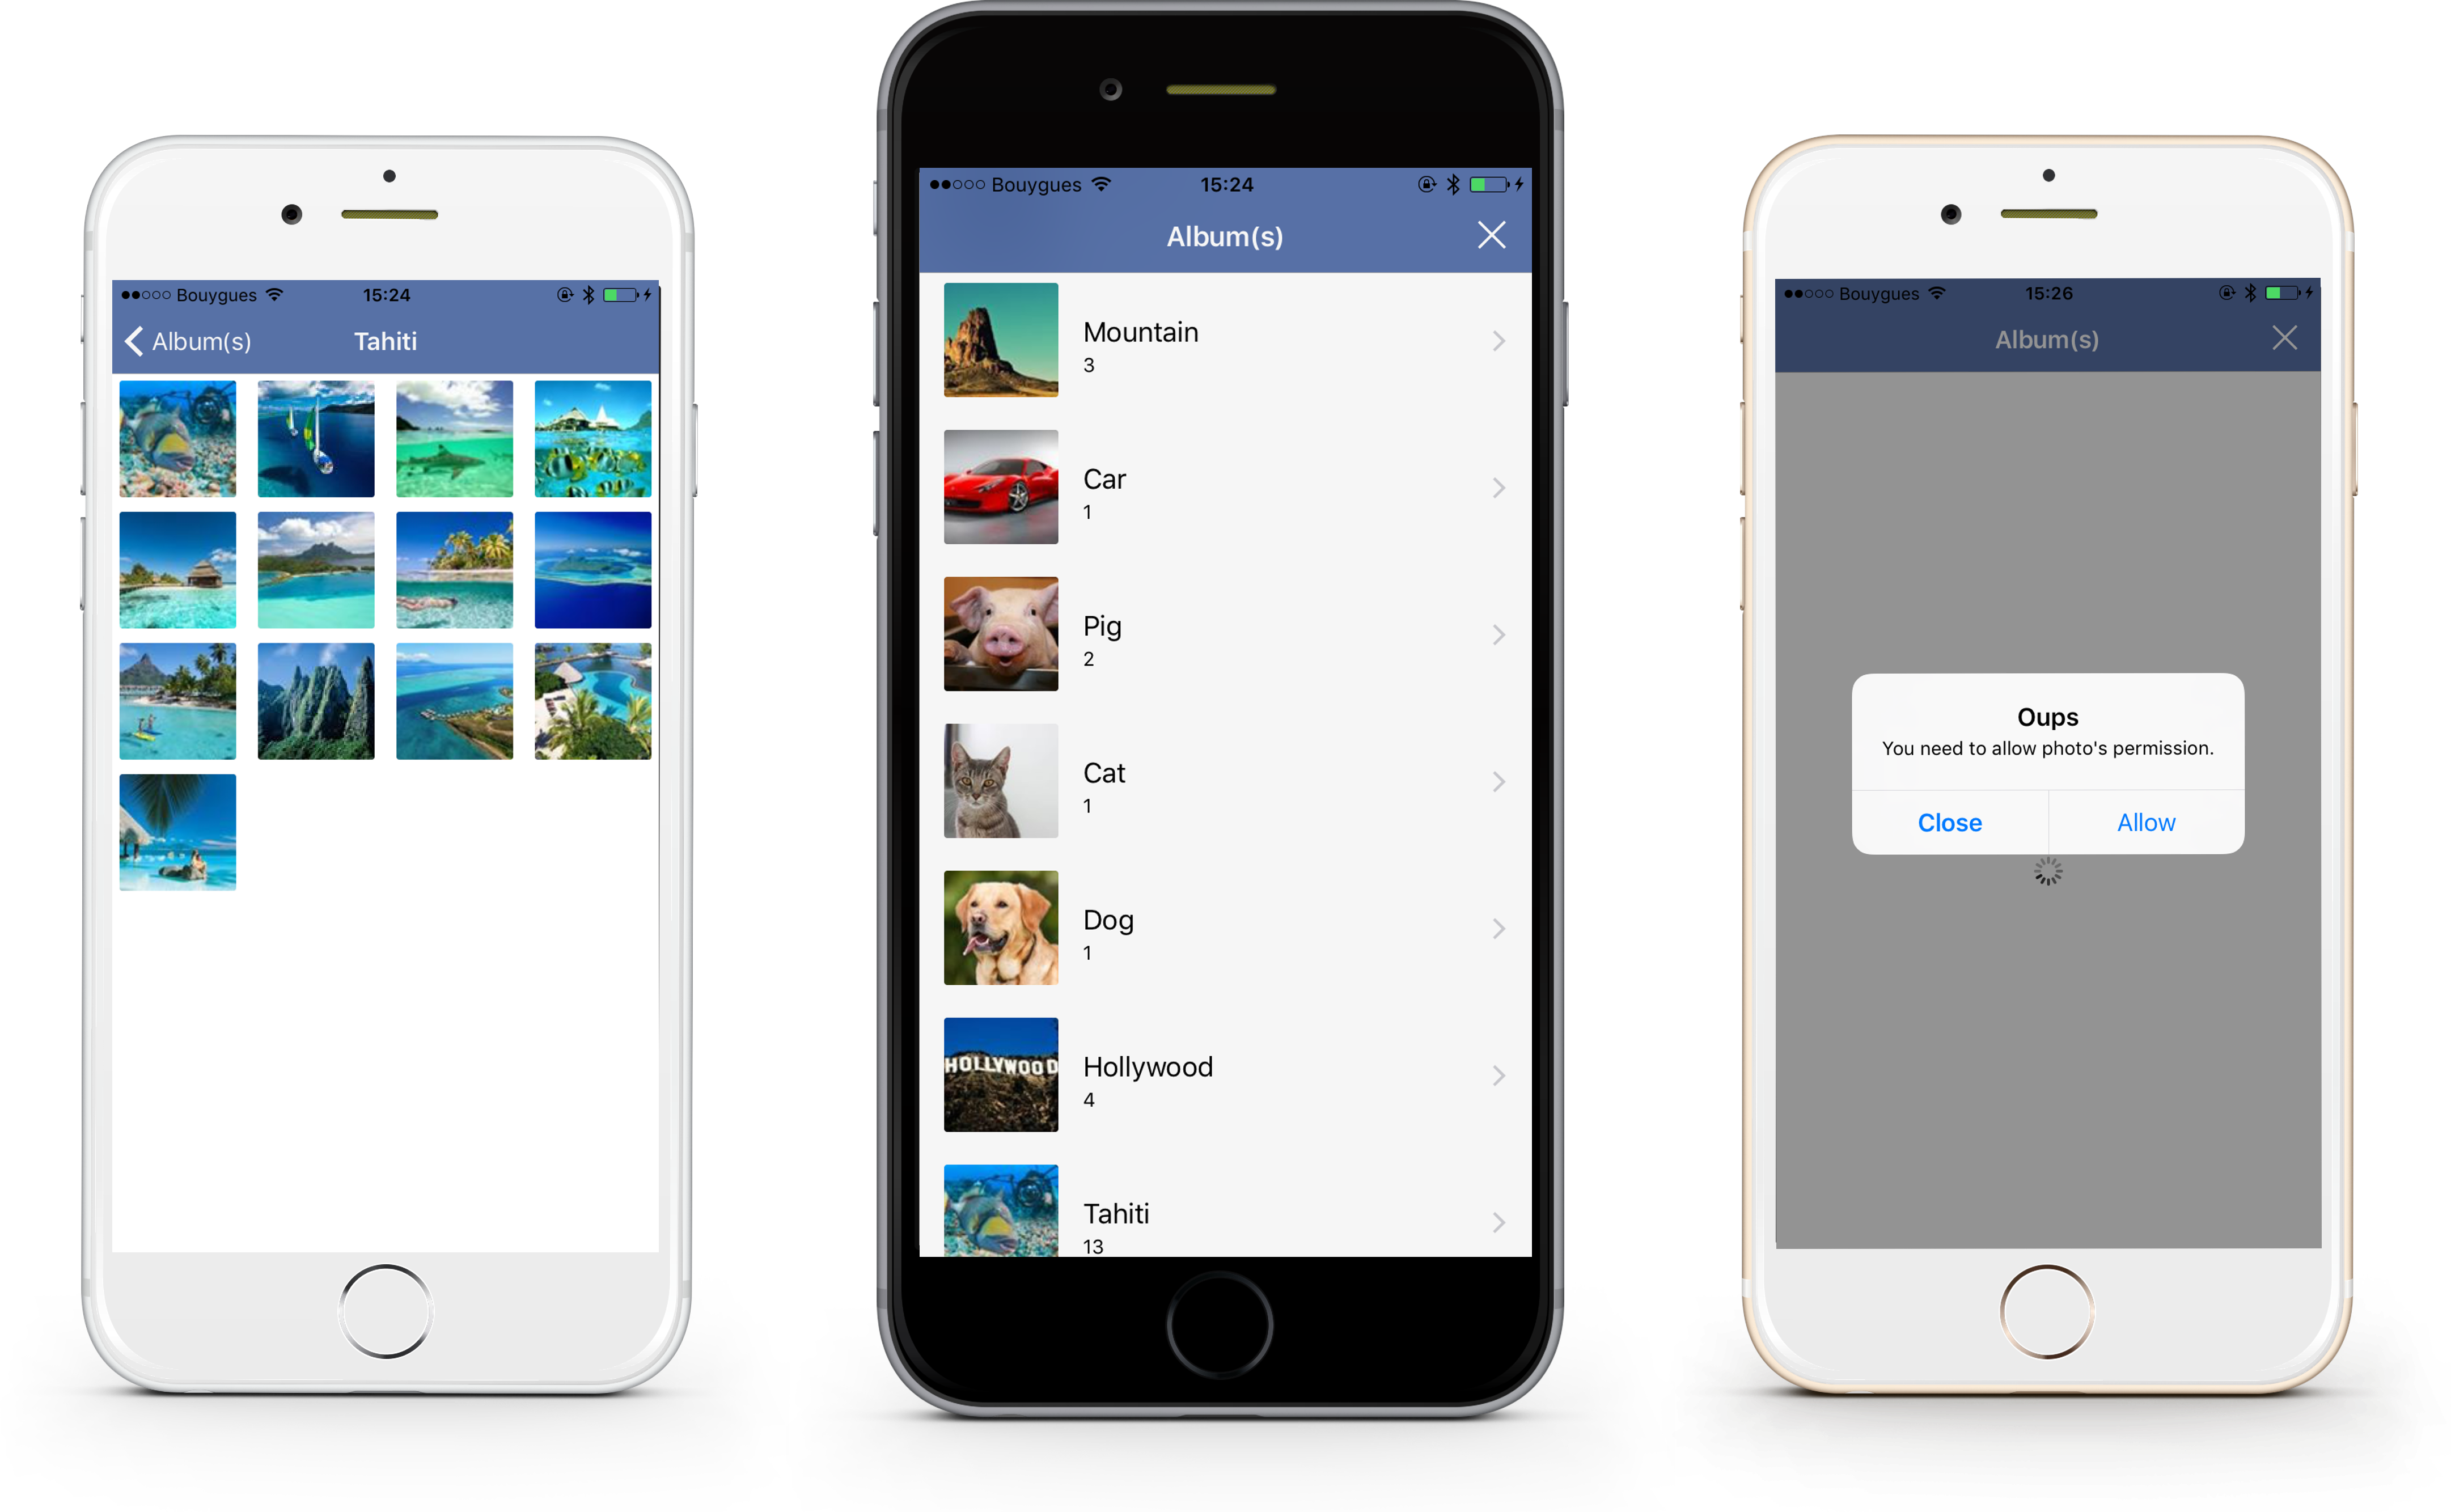 Bouygues 15:24
Album(s) Tahiti
Bouygues 15:24
Album(s)
Mountain
3
Car
1
Pig
2
Cat
1
Dog
1
HOLLYWOOD
Hollywood
4
Tahiti
13
Bouygues 15:26
Album(s)
Oups
You need to allow photo's permission.
Close Allow